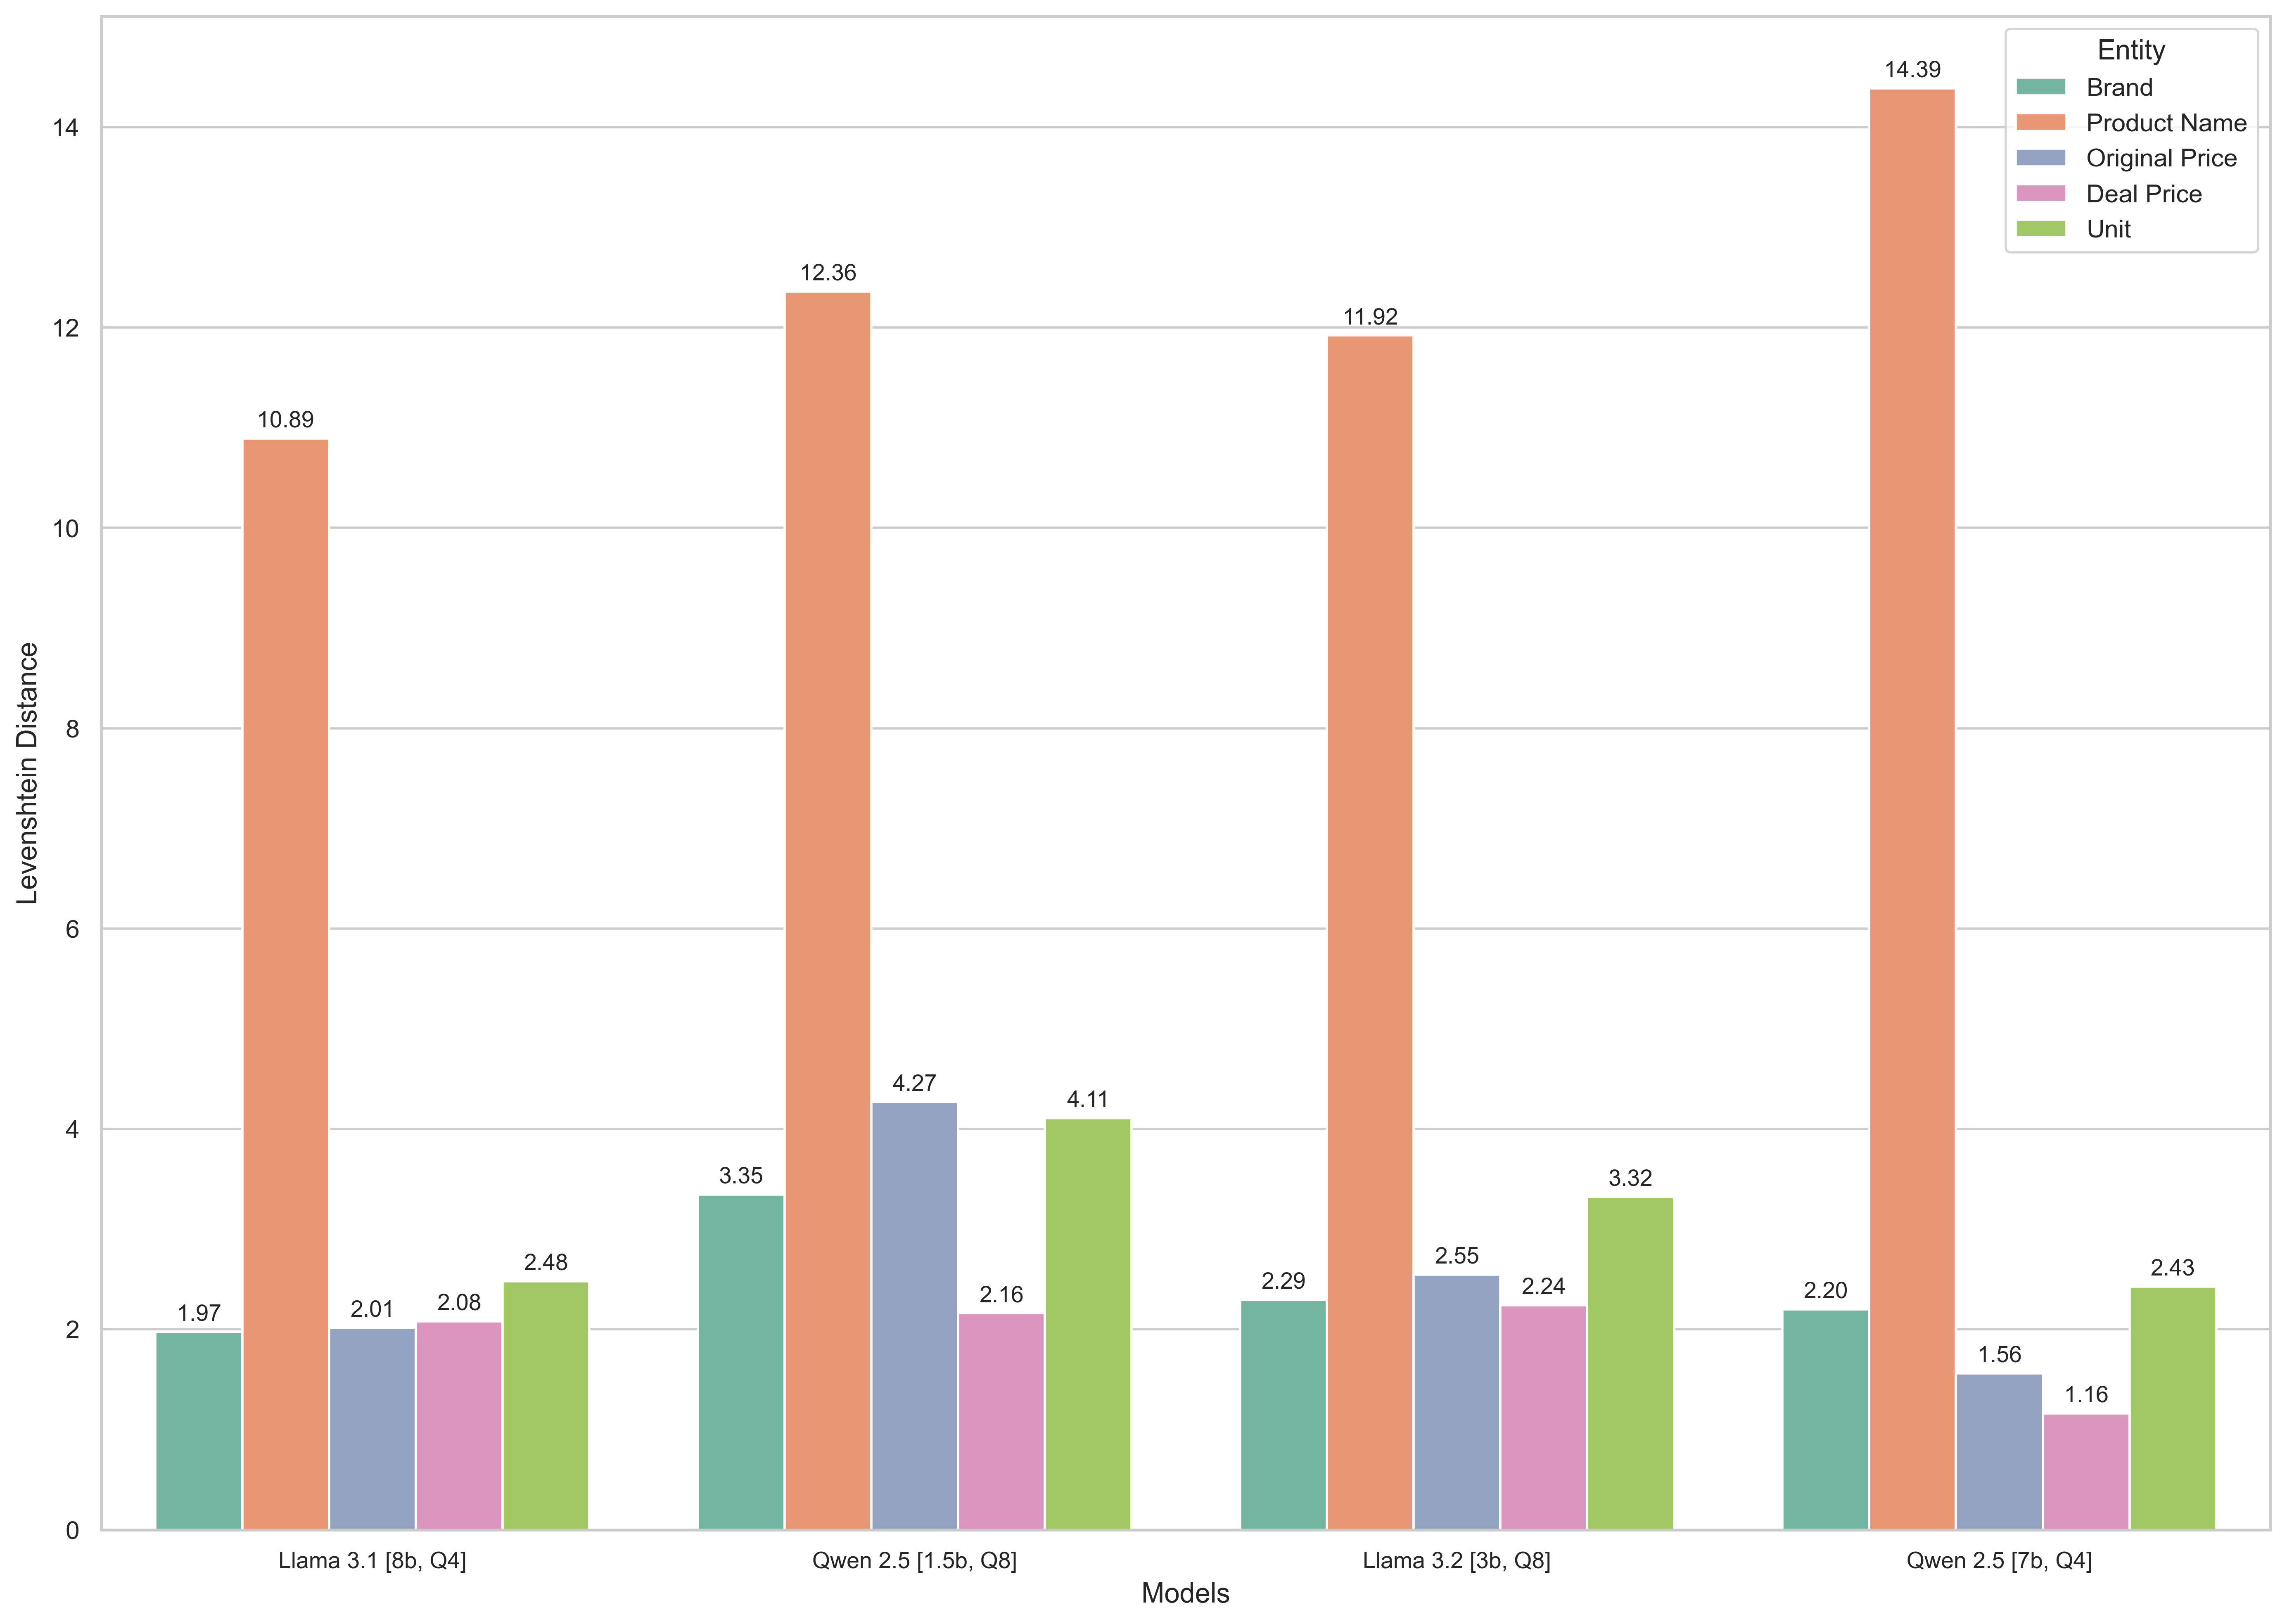 Entity
Brand
Product Name
Original Price
Deal Price
Unit
Levenshtein Distance
14
12
10
8
6
4
2
0
1.97
10.89
2.01
2.08
2.48
3.35
12.36
4.27
2.16
4.11
2.29
11.92
2.55
2.24
3.32
2.20
14.39
1.56
1.16
2.43
Llama 3.1 [8b, Q4]
Qwen 2.5 [1.5b, Q8]
Llama 3.2 [3b, Q8]
Qwen 2.5 [7b, Q4]
Models